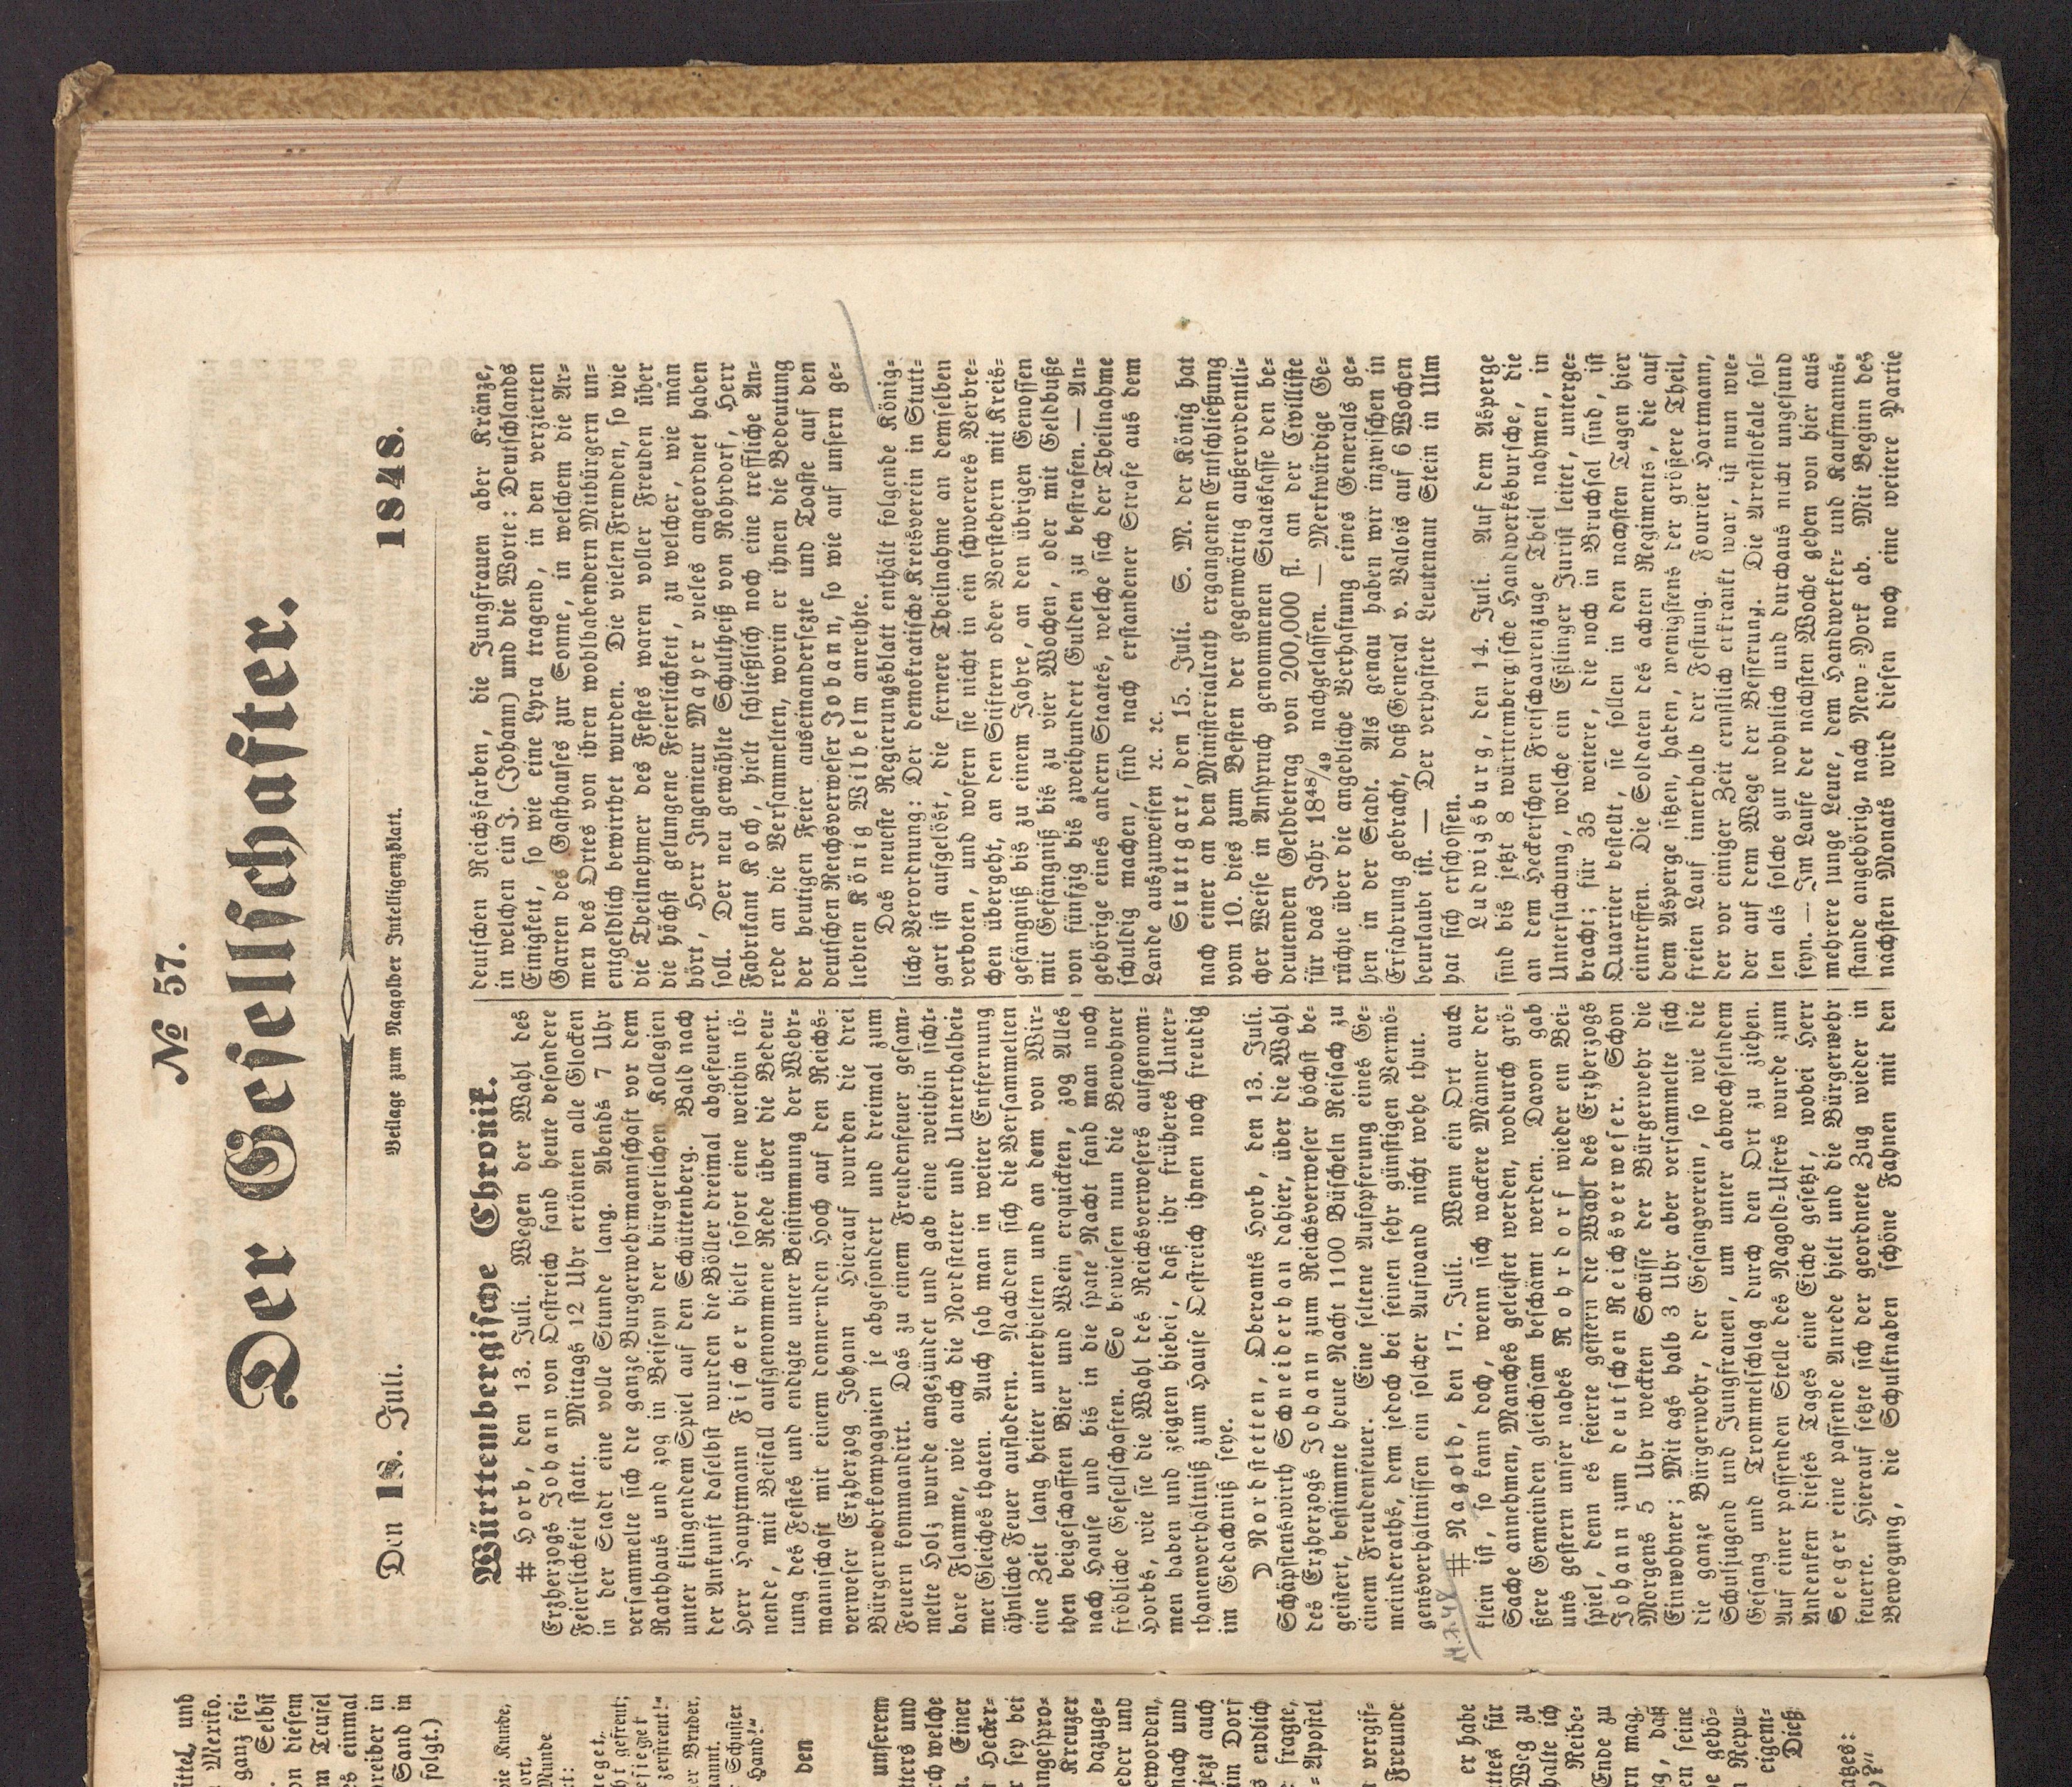 № 57.
Der Gesellschafter.
Den 18. Juli.
Beilage zum Nagolder Intelligenzblatt.
1848.
Württembergische Chronik.
# Horb, den 13. Juli. Wegen der Wahl des
Erzherzogs Johann von Oestreich fand heute besondere
Feierlichkeit statt. Mittags 12 Uhr ertönten alle Glocken
in der Stadt eine volle Stunde lang. Abends 7 Uhr
versammelte sich die ganze Bürgerwehrmannschaft vor dem
Rathhaus und zog in Beiseyn der bürgerlichen Kollegien
unter klingendem Spiel auf den Schüttenberg. Bald nach
der Ankunft daselbst wurden die Böller dreimal abgefeuert.
Herr Hauptmann Fischer hielt sofort eine weithin tö-
nende, mit Beifall aufgenommene Rede über die Bedeu-
tung des Festes und endigte unter Beistimmung der Wehr-
mannschaft mit einem donnernden Hoch auf den Reichs-
verweser Erzherzog Johann Hierauf wurden die drei
Bürgerwehrkompagnien je abgesondert und dreimal zum
Feuern kommandirt. Das zu einem Freudenfeuer gesam-
melte Holz wurde angezündet und gab eine weithin sicht-
bare Flamme, wie auch die Nordstetter und Unterthalhei-
mer Gleiches thaten. Auch sah man in weiter Entfernung
ähnliche Feuer auflodern. Nachdem sich die Versammelten
eine Zeit lang heiter unterhielten und an dem von Wir-
then beigeschafften Bier und Wein erquickten, zog Alles
nach Hause und bis in die späte Nacht fand man noch
fröhliche Gesellschaften. So bewiesen nun die Bewohner
Horbs, wie sie die Wahl des Reichsverwesers aufgenom-
men haben und zeigten hiebei, daß ihr früheres Unter-
thanenverhältniß zum Hause Oestreich ihnen noch freudig
im Gedächtniß seye.
Nordstetten, Oberamts Horb, den 13. Juli.
Schäpflenswirth Schneiderhan dahier, über die Wahl
des Erzherzogs Johann zum Reichsverweser höchst be-
geistert, bestimmte heute Nacht 1100 Büscheln Reisach zu
einem Freudenfeuer. Eine seltene Aufopferung eines Ge-
meinderaths, dem jedoch bei seinen sehr günstigen Vermö-
gensverhältnissen ein solcher Aufwand nicht wehe thut.
# Nagold, den 17. Juli. Wenn ein Ort auch
klein ist, so kann doch, wenn sich wackere Männer der
Sache annehmen, Manches geleistet werden, wodurch grö-
ßere Gemeinden gleichsam beschämt werden. Davon gab
uns gestern unser nahes Rohrdorf wieder ein Bei-
spiel, denn es feierte gestern die Wahl des Erzherzogs
Johann zum deutschen Reichsverweser. Schon
Morgens 5 Uhr weckten Schüsse der Bürgerwehr die
Einwohner; Mittags halb 3 Uhr aber versammelte sich
die ganze Bürgerwehr, der Gesangverein, so wie die
Schuljugend und Jungfrauen, um unter abwechselndem
Gesang und Trommelschlag durch den Ort zu ziehen.
Auf einer passenden Stelle des Nagold-Ufers wurde zum
Andenken dieses Tags eine Eiche gesetzt, wobei Herr
Seeger eine passende Anrede hielt und die Bürgerwehr
feuerte. Hierauf setzte sich der geordnete Zug wieder in
Bewegung, die Schulknaben schöne Fahnen mit den
deutschen Reichsfarben, die Jungfrauen aber Kränze,
in welchen ein J. (Johann) und die Worte: Deutschlands
Einigkeit, so wie eine Lyra tragend, in den verzierten
Garten des Gasthauses zur Sonne, in welchem die Ar-
men des Ortes von ihren wohlhabendern Mitbürgern un-
entgeldlich bewirthet wurden. Die vielen Fremden, so wie
die Theilnehmer des Festes waren voller Freuden über
die höchst gelungene Feierlichkeit, zu welcher, wie man
hört, Herr Ingenieur Mayer vieles angeordnet haben
soll. Der neu gewählte Schultheiß von Rohrdorf, Herr
Fabrikant Koch, hielt schließlich noch eine treffliche An-
rede an die Versammelten, worin er ihnen die Bedeutung
der heutigen Feier auseinandersezte und Toaste auf den
deutschen Reichsverweser Johann, so wie auf unsern ge-
liebten König Wilhelm anreihte.
Das neueste Regierungsblatt enthält folgende König-
liche Verordnung: Der demokratische Kreisverein in Stutt-
gart ist aufgelöst, die fernere Theilnahme an demselben
verboten, und wofern sie nicht in ein schwereres Verbre-
chen übergeht, an den Stiftern oder Vorstehern mit Kreis-
gefängniß bis zu einem Jahre, an den übrigen Genossen
mit Gefängniß bis zu vier Wochen, oder mit Geldbuße
von fünfzig bis zweihundert Gulden zu bestrafen. — An-
gehörige eines andern Staates, welche sich der Theilnahme
schuldig machen, sind nach erstandener Strafe aus dem
Lande auszuweisen ꝛc. ꝛc.
Stuttgart, den 15. Juli. S. M. der König hat
nach einer an den Ministerialrath ergangenen Entschließung
vom 10. dies zum Besten der gegenwärtig außerordentli-
cher Weise in Anspruch genommenen Staatskasse den be-
deutenden Geldbetrag von 200,000 fl. an der Civilliste
für das Jahr 1848/49 nachgelassen. — Merkwürdige Ge-
rüchte über die angebliche Verhaftung eines Generals ge-
hen in der Stadt. Als genau haben wir inzwischen in
Erfahrung gebracht, daß General v. Valois auf 6 Wochen
beurlaubt ist. — Der verhaftete Lieutenant Stein in Ulm
hat sich erschossen.
Ludwigsburg, den 14. Juli. Auf dem Asperge
sind bis jetzt 8 württembergische Handwerksbursche, die
an dem Heckerschen Freischaarenzuge Theil nahmen, in
Untersuchung, welche ein Eßlinger Jurist leitet, unterge-
bracht; für 35 weitere, die noch in Bruchsal sind, ist
Quartier bestellt, sie sollen in den nächsten Tagen hier
eintreffen. Die Soldaten des achten Regiments, die auf
dem Asperge sitzen, haben, wenigstens der größere Theil,
freien Lauf innerhalb der Festung. Fourier Hartmann,
der vor einiger Zeit ernstlich erkrankt war, ist nun wie-
der auf dem Wege der Besserung. Die Arrestlokale sol-
len als solche gut wohnlich und durchaus nicht ungesund
seyn. — Im Laufe der nächsten Woche gehen von hier aus
mehrere junge Leute, dem Handwerker- und Kaufmanns-
stande angehörig, nach New-York ab. Mit Beginn des
nächsten Monats wird diesen noch eine weitere Partie